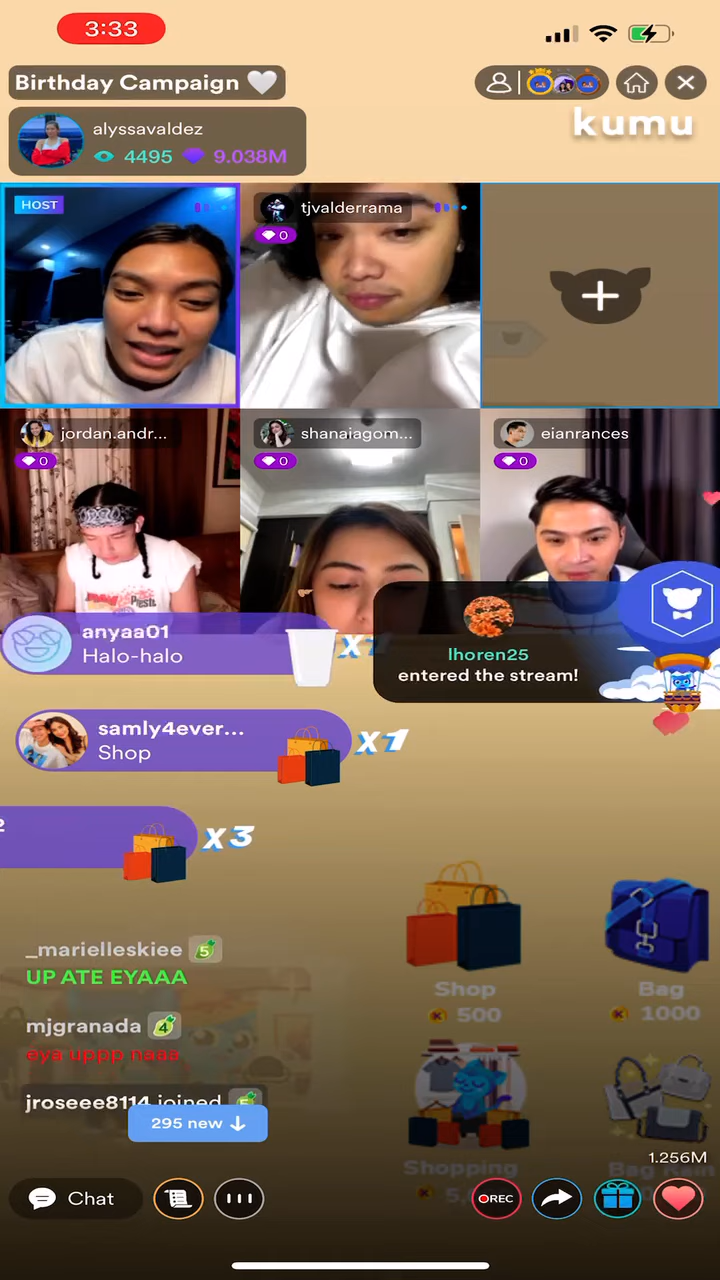 3:33
Birthday Campaign
kumu
alyssavaldez
4495 9.038M
HOST
tjvalderrama
0
jordan.andr...
0
shanaiagom...
0
eianrances
0
anyaa01
Halo-halo
lhoren25
entered the stream!
samly4ever...
Shop
X1
2
X3
_marielleskiee 5
UP ATE EYAAA
mjgranada 4
eya uppp naaa
jroseee8114 joined
295 new
Shop
500
Bag
1000
Shopping
1.256M
Chat
REC